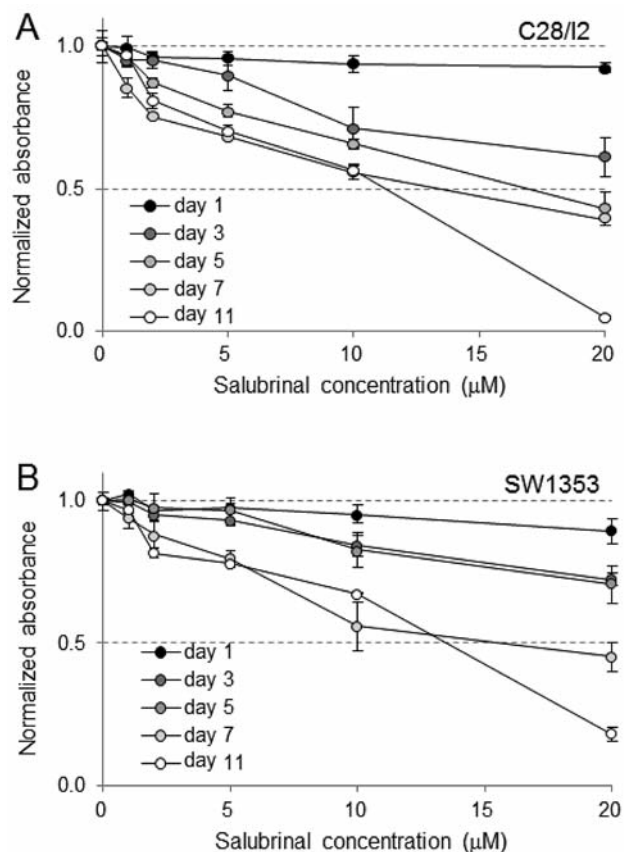 A
C28/I2
1.0
0.5
0.0
Normalized absorbance
day 1
day 3
day 5
day 7
day 11
0
5
10
15
20
Salubrinal concentration (μM)
B
SW1353
1.0
0.5
0.0
Normalized absorbance
day 1
day 3
day 5
day 7
day 11
0
5
10
15
20
Salubrinal concentration (μM)